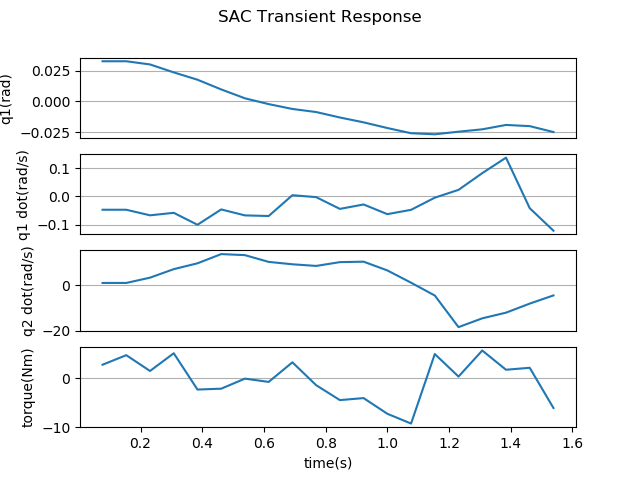 SAC Transient Response
q1(rad)
0.025
0.000
−0.025
q1 dot(rad/s)
0.1
0.0
−0.1
q2 dot(rad/s)
0
−20
torque(Nm)
0
−10
0.2 0.4 0.6 0.8 1.0 1.2 1.4 1.6
time(s)